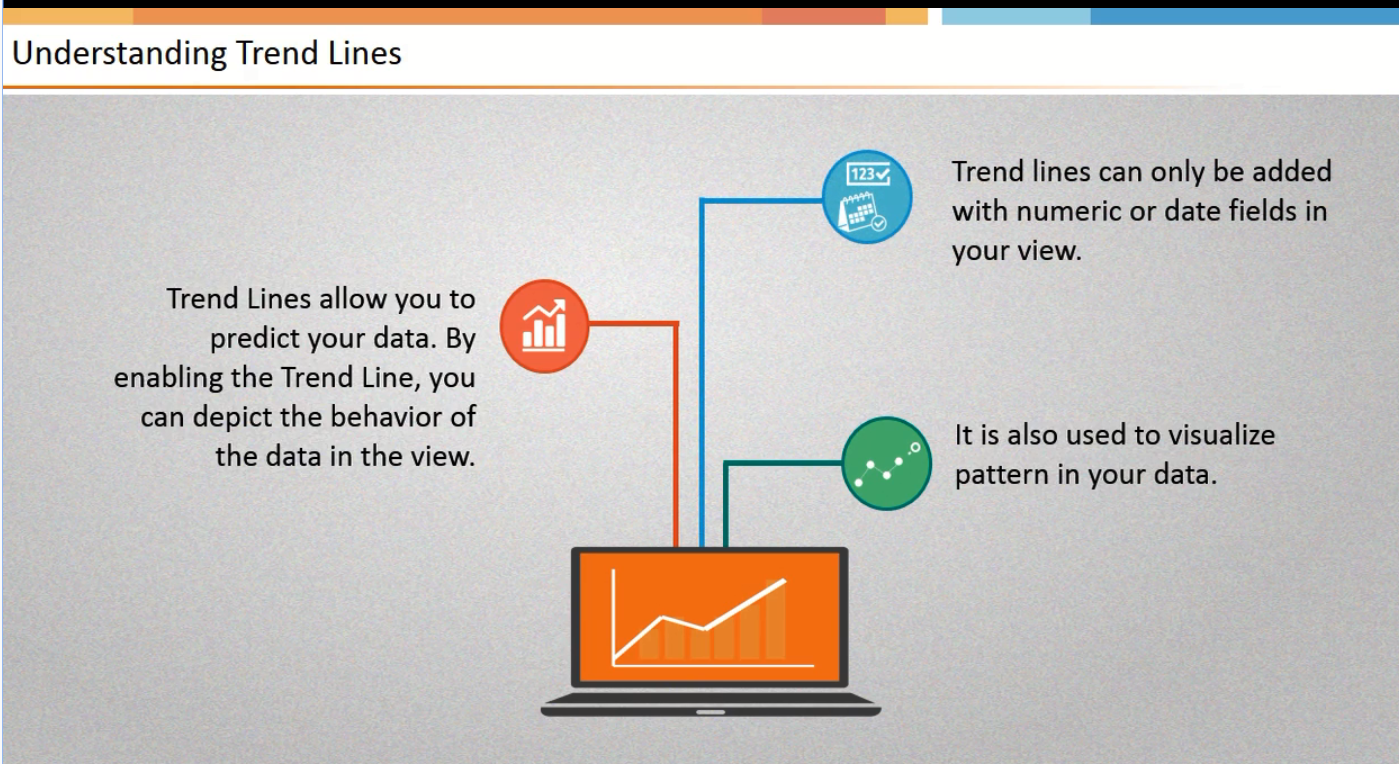 Understanding Trend Lines
Trend Lines allow you to
predict your data. By
enabling the Trend Line, you
can depict the behavior of
the data in the view.
123
Trend lines can only be added
with numeric or date fields in
your view.
It is also used to visualize
pattern in your data.